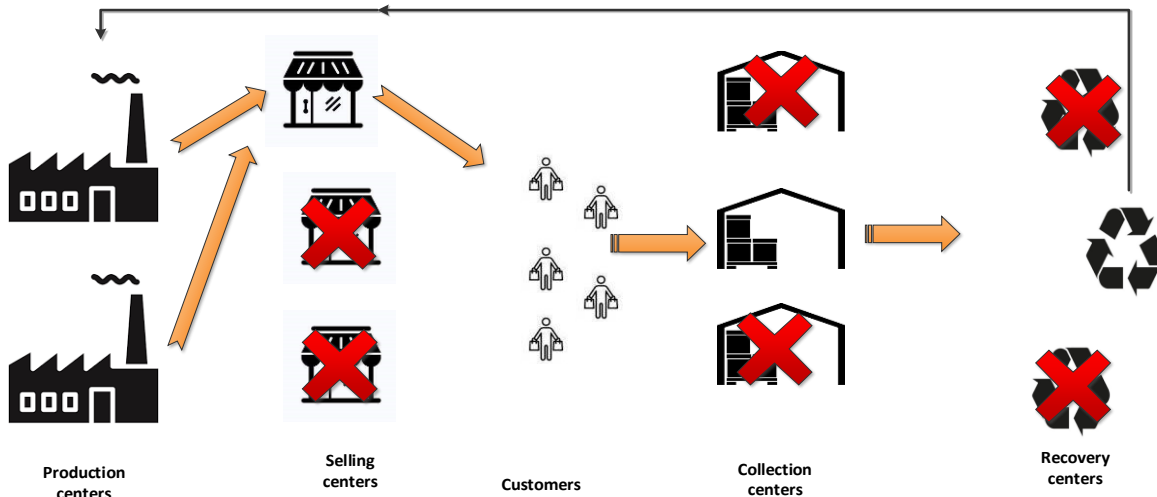 Production
centers
Selling
centers
Customers
Collection
centers
Recovery
centers